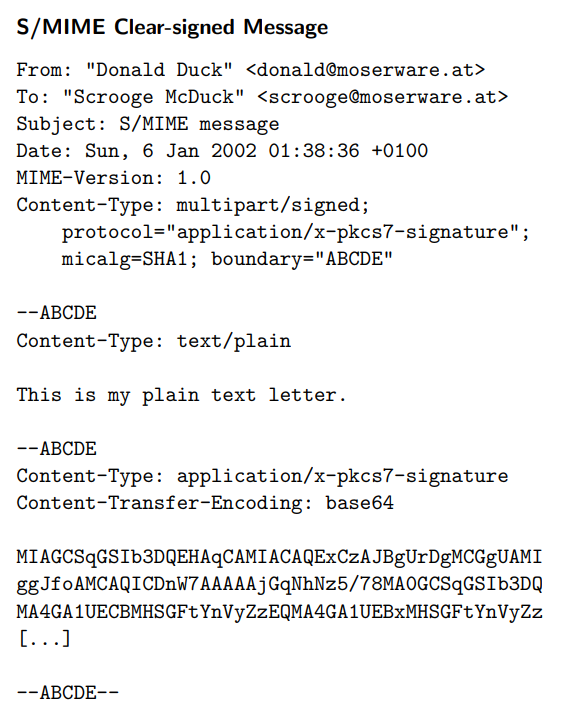 S/MIME Clear-signed Message
From: "Donald Duck" <donald@moserware.at>
To: "Scrooge McDuck" <scrooge@moserware.at>
Subject: S/MIME message
Date: Sun, 6 Jan 2002 01:38:36 +0100
MIME-Version: 1.0
Content-Type: multipart/signed;
    protocol="application/x-pkcs7-signature";
    micalg=SHA1; boundary="ABCDE"

--ABCDE
Content-Type: text/plain

This is my plain text letter.

--ABCDE
Content-Type: application/x-pkcs7-signature
Content-Transfer-Encoding: base64

MIAGCSqGSIb3DQEHAqCAMIACAQExCzAJBgUrDgMCGgUAMI
ggJfoAMCAQICDnW7AAAAAjGqNhNz5/78MA0GCSqGSIb3DQ
MA4GA1UECBMHSGFtYnVyZzEQMA4GA1UEBxMHSGFtYnVyZz
[...]

--ABCDE--